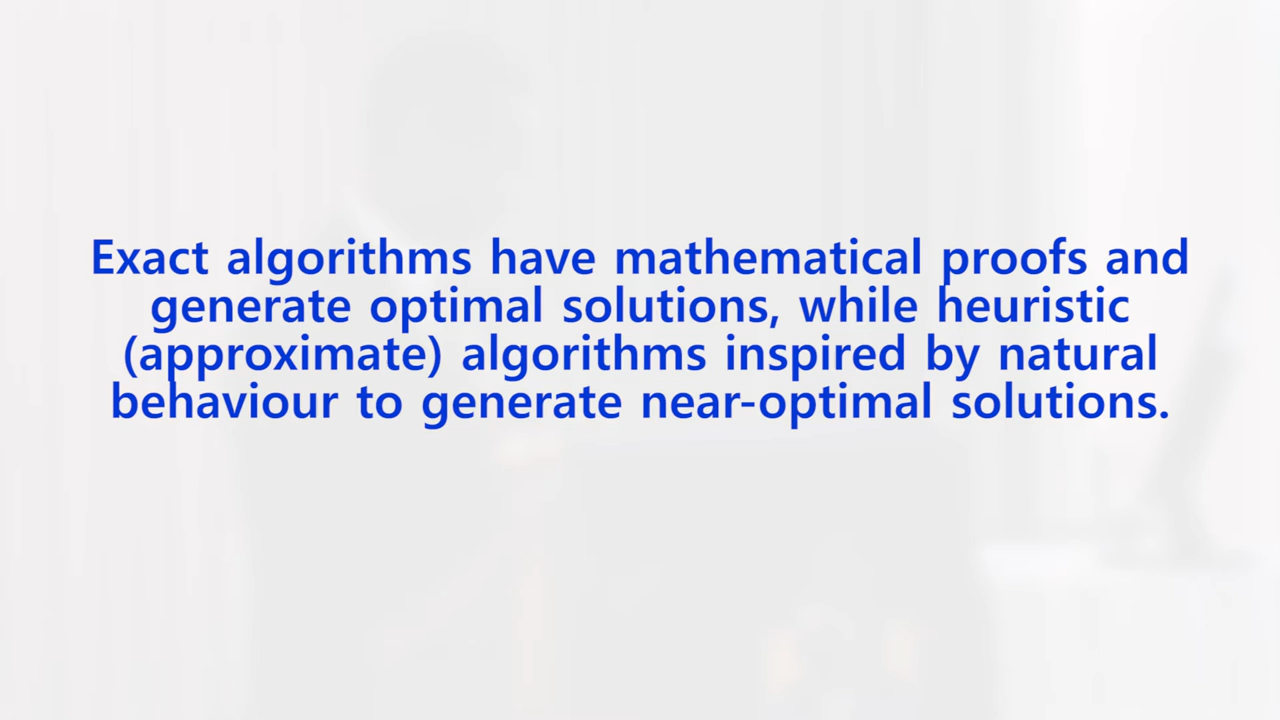 Exact algorithms have mathematical proofs and
generate optimal solutions, while heuristic
(approximate) algorithms inspired by natural
behaviour to generate near-optimal solutions.